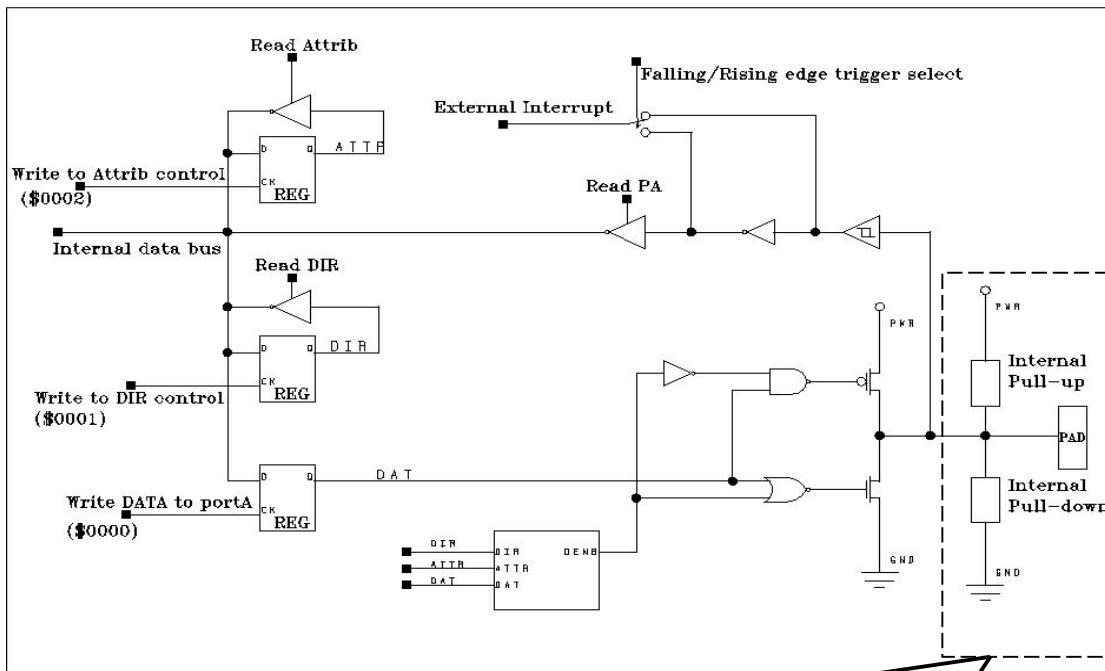 Read Attrib
Falling/Rising edge trigger select
External Interrupt
D
Q
ATTR
CK
REG
Write to Attrib control
($0002)
Read PA
Internal data bus
Read DIR
D
Q
DIR
CK
REG
Write to DIR control
($0001)
PWR
PWR
Internal
Pull-up
PAD
D
Q
DAT
CK
REG
Write DATA to portA
($0000)
Internal
Pull-down
DIR
ATTR
DAT
DIR
ATTR
DAT
OENB
GND
GND